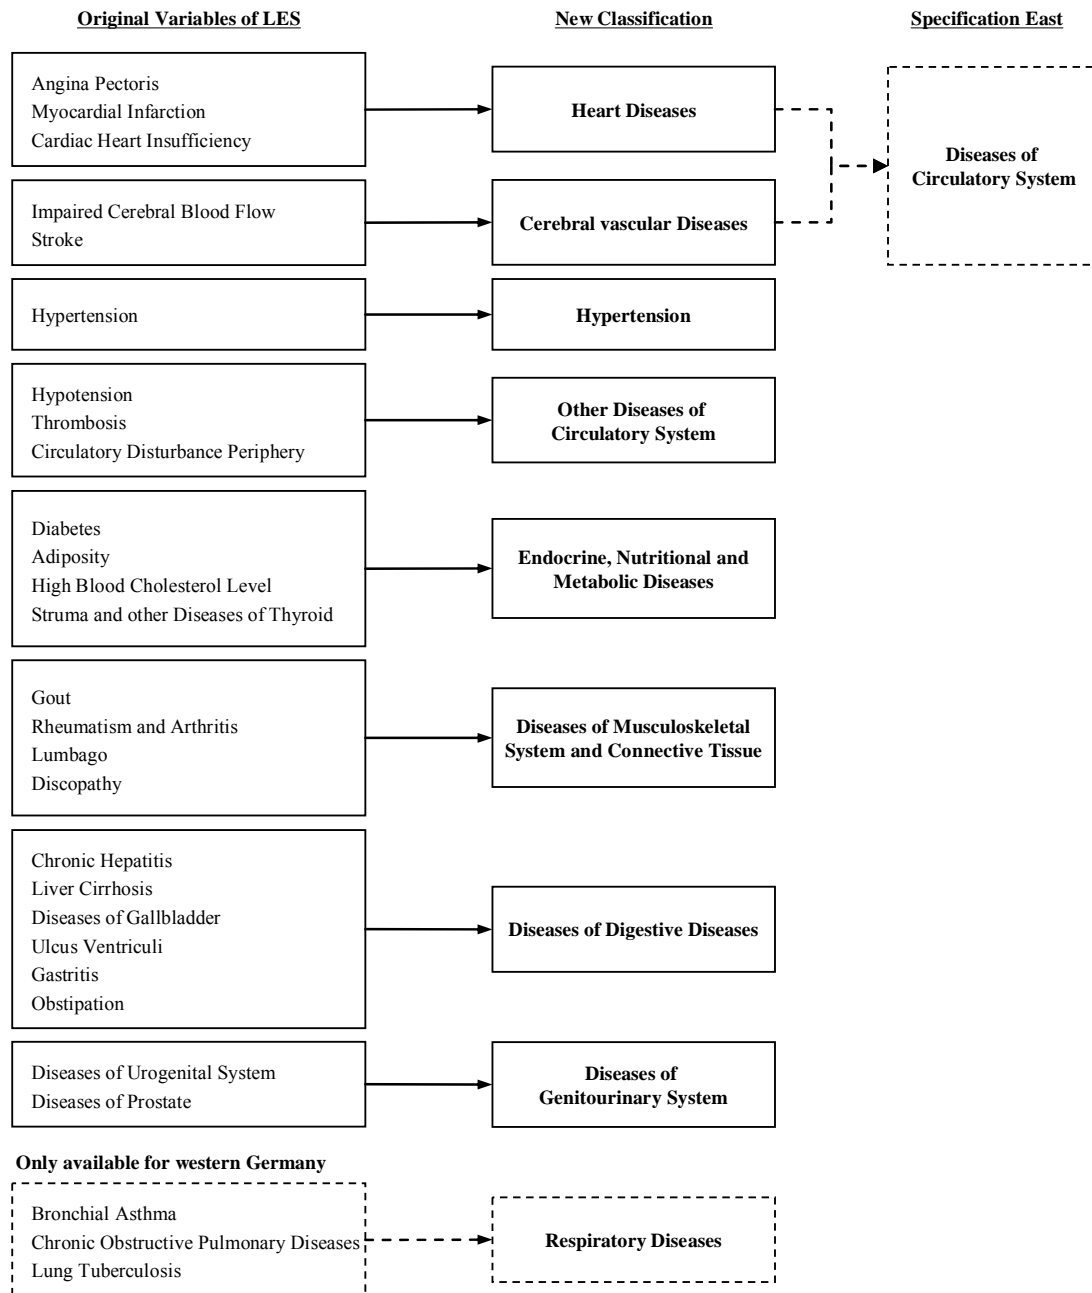 Original Variables of LES
New Classification
Specification East
Angina Pectoris
Myocardial Infarction
Cardiac Heart Insufficiency
Heart Diseases
Diseases of
Circulatory System
Impaired Cerebral Blood Flow
Stroke
Cerebral vascular Diseases
Hypertension
Hypertension
Hypotension
Thrombosis
Circulatory Disturbance Periphery
Other Diseases of
Circulatory System
Diabetes
Adiposity
High Blood Cholesterol Level
Struma and other Diseases of Thyroid
Endocrine, Nutritional and
Metabolic Diseases
Gout
Rheumatism and Arthritis
Lumbago
Discopathy
Diseases of Musculoskeletal
System and Connective Tissue
Chronic Hepatitis
Liver Cirrhosis
Diseases of Gallbladder
Ulcus Ventriculi
Gastritis
Obstipation
Diseases of Digestive Diseases
Diseases of Urogenital System
Diseases of Prostate
Diseases of
Genitourinary System
Only available for western Germany
Bronchial Asthma
Chronic Obstructive Pulmonary Diseases
Lung Tuberculosis
Respiratory Diseases